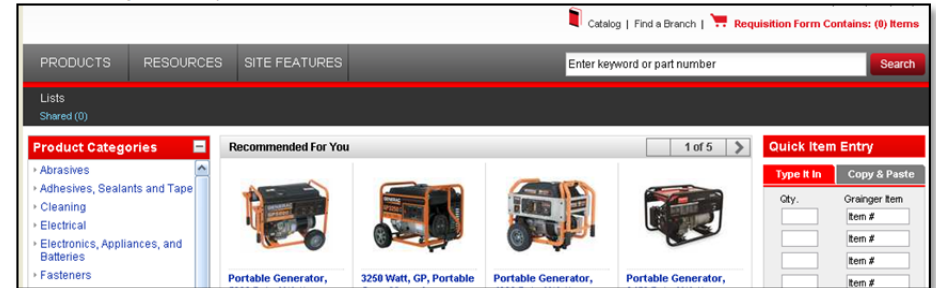 Catalog | Find a Branch | Requisition Form Contains: (0) Items
PRODUCTS RESOURCES SITE FEATURES Enter keyword or part number Search
Lists
Shared (0)
Product Categories
Abrasives
Adhesives, Sealants and Tape
Cleaning
Electrical
Electronics, Appliances, and
Batteries
Fasteners
Recommended For You 1 of 5
Portable Generator,
3250 Watt, GP, Portable
Portable Generator,
Portable Generator,
Quick Item Entry
Type It In Copy & Paste
Qty. Grainger Item
Item #
Item #
Item #
Item #